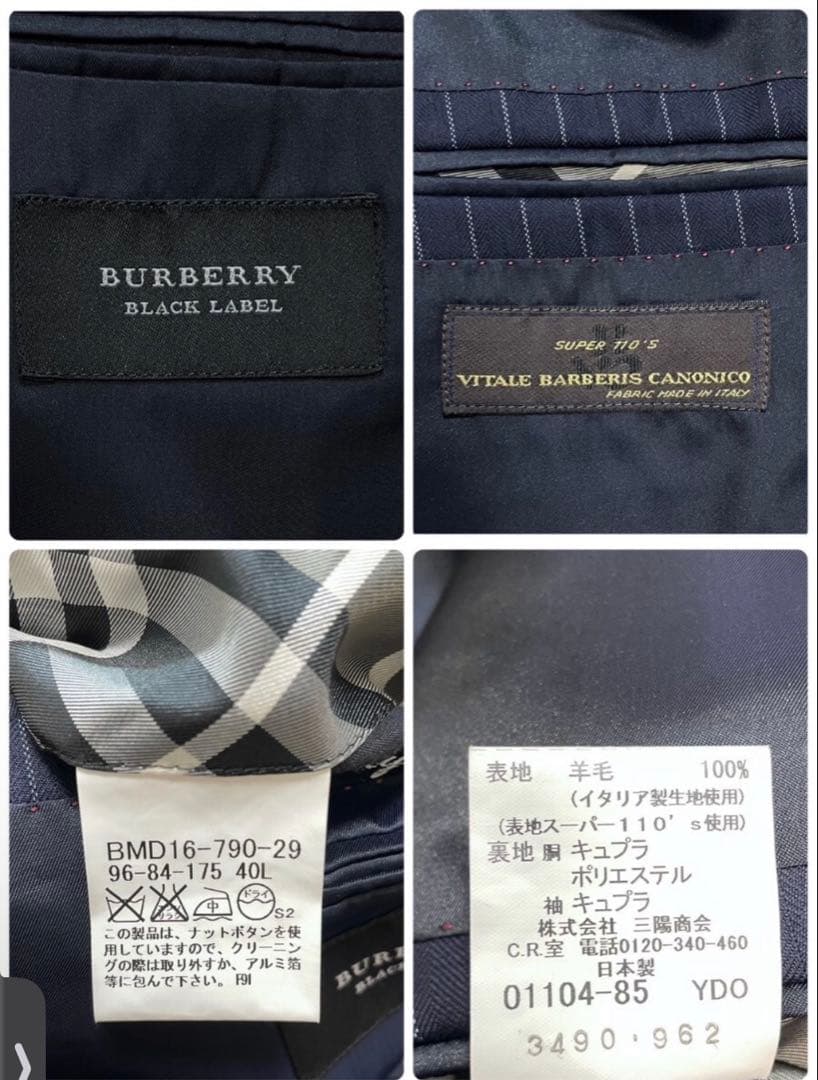 BURBERRY
BLACK LABEL
SUPER 110'S
VITALE BARBERIS CANONICO
FABRIC MADE IN ITALY
BMD16-790-29
96-84-175 40L
中
ドライ
S2
この製品は、ナットボタンを使
用していますので、クリーニン
グの際は取り外すか、アルミ箔
等に包んで下さい。F9I
BUR
BLACK
表地 羊毛 100%
(イタリア製生地使用)
(表地スーパー110's使用)
裏地 胴 キュプラ
ポリエステル
袖 キュプラ
株式会社 三陽商会
C.R.室 電話0120-340-460
日本製
01104-85 YDO
3490・962